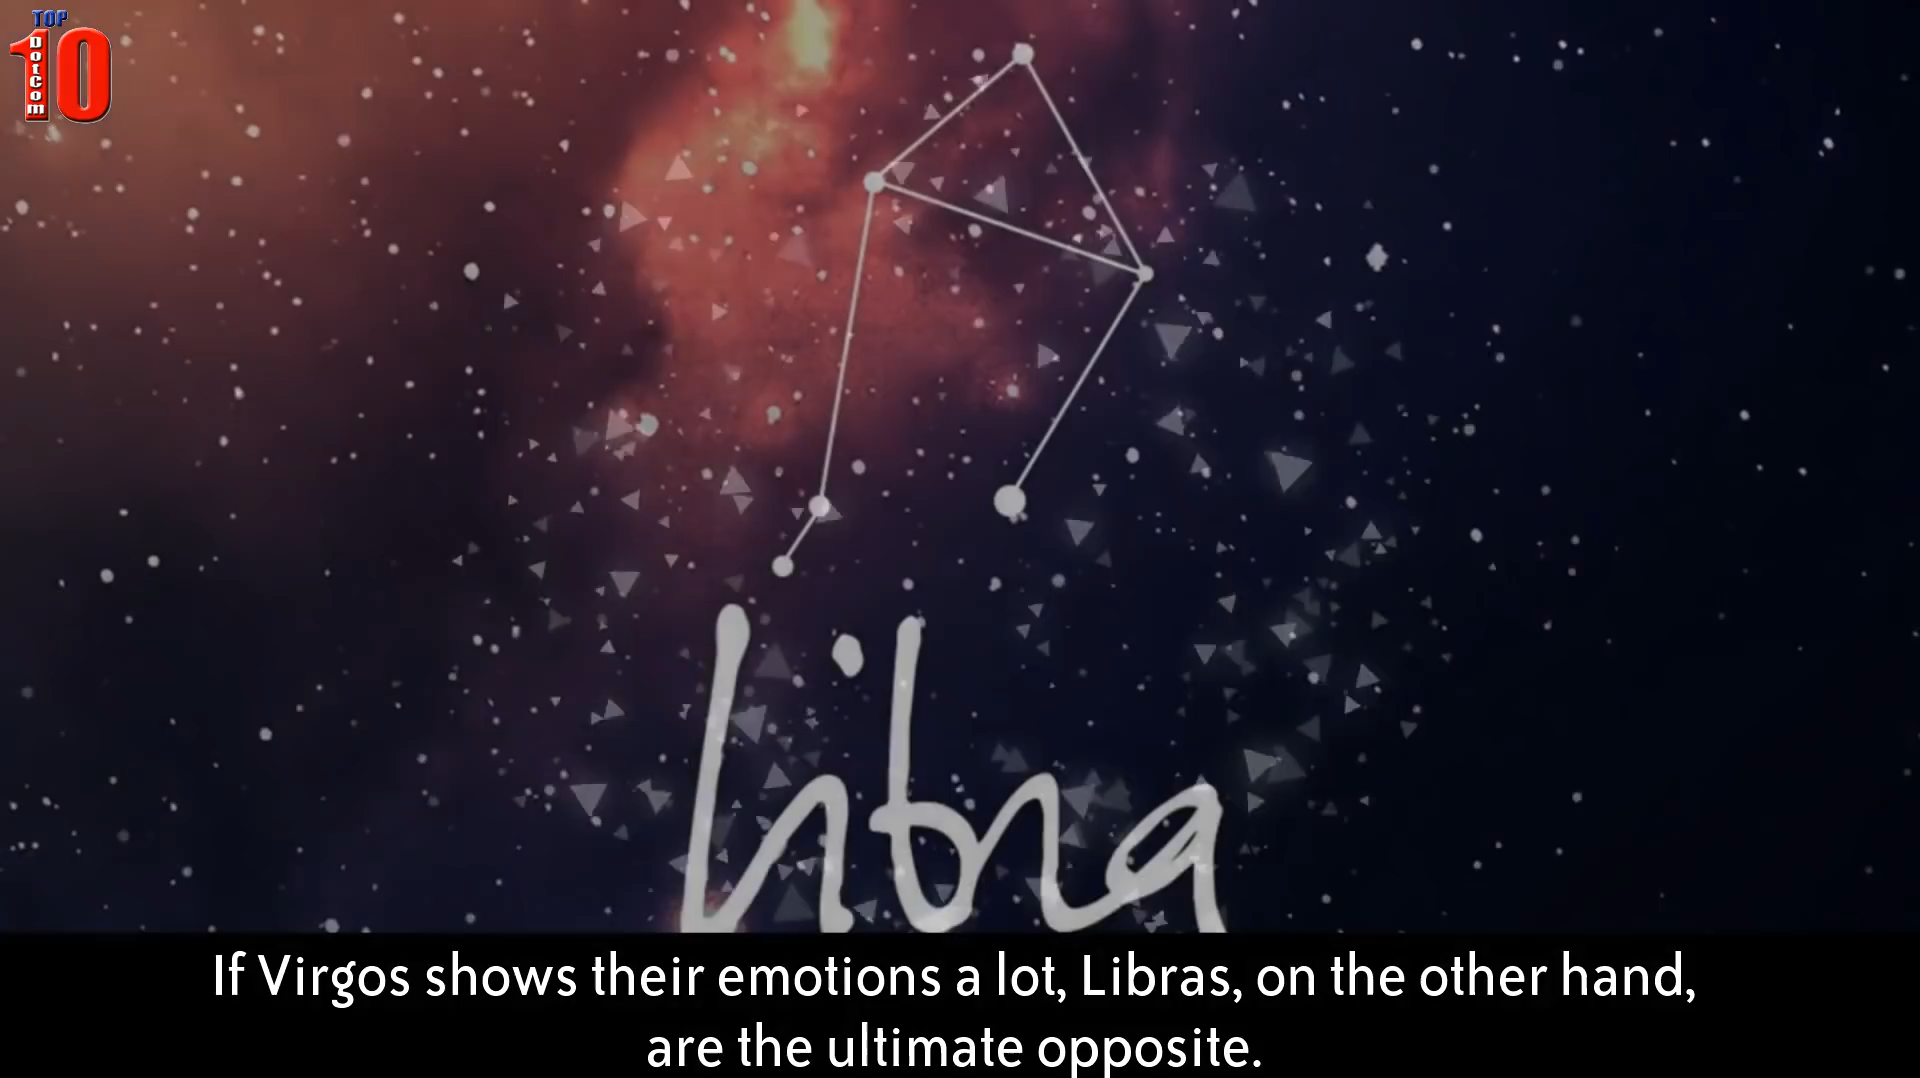 TOP
10
Dotcom
libra
If Virgos shows their emotions a lot, Libras, on the other hand,
are the ultimate opposite.